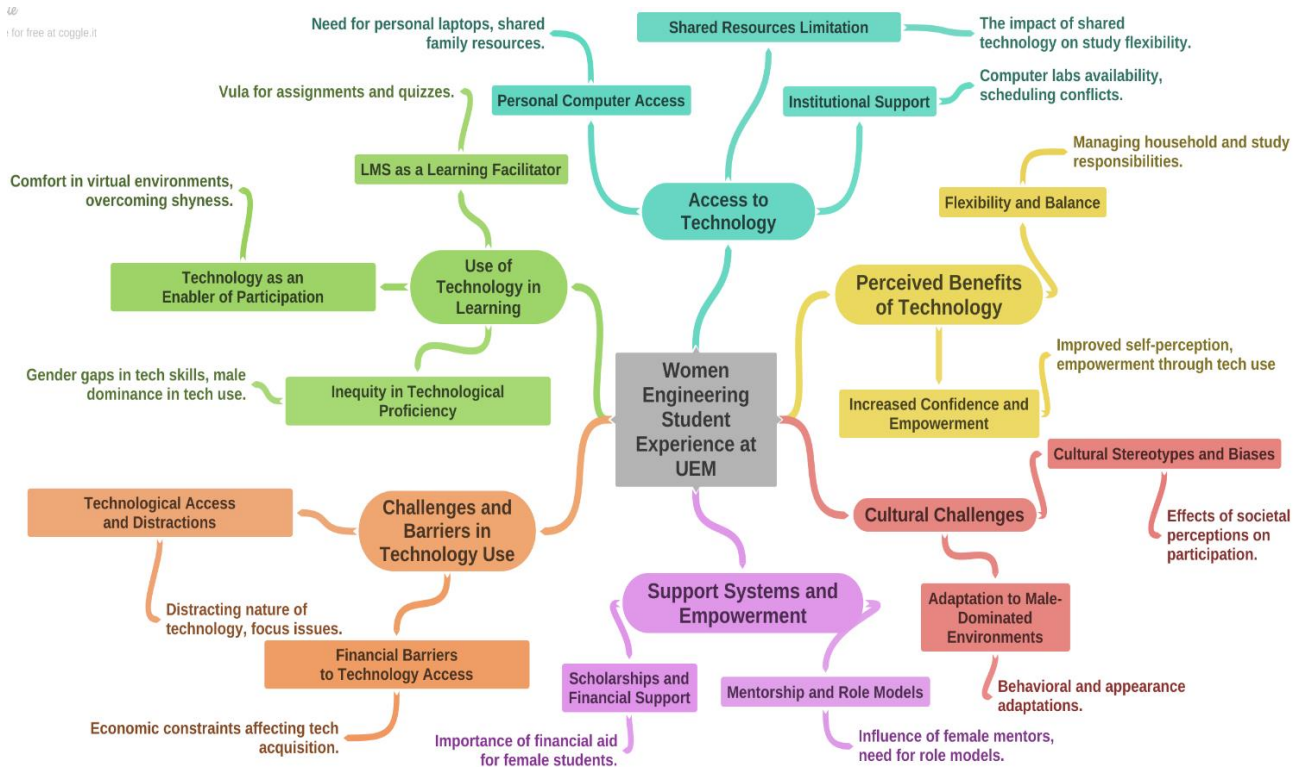 for free at coggle.it
Women
Engineering
Student
Experience at
UEM
Access to
Technology
Personal Computer Access
Need for personal laptops, shared
family resources.
Shared Resources Limitation
The impact of shared
technology on study flexibility.
Institutional Support
Computer labs availability,
scheduling conflicts.
Perceived Benefits
of Technology
Flexibility and Balance
Managing household and study
responsibilities.
Increased Confidence and
Empowerment
Improved self-perception,
empowerment through tech use
Cultural Challenges
Cultural Stereotypes and Biases
Effects of societal
perceptions on
participation.
Adaptation to Male-
Dominated
Environments
Behavioral and appearance
adaptations.
Support Systems and
Empowerment
Scholarships and
Financial Support
Importance of financial aid
for female students.
Mentorship and Role Models
Influence of female mentors,
need for role models.
Challenges and
Barriers in
Technology Use
Technological Access
and Distractions
Distracting nature of
technology, focus issues.
Financial Barriers
to Technology Access
Economic constraints affecting tech
acquisition.
Use of
Technology in
Learning
LMS as a Learning Facilitator
Vula for assignments and quizzes.
Technology as an
Enabler of Participation
Comfort in virtual environments,
overcoming shyness.
Inequity in Technological
Proficiency
Gender gaps in tech skills, male
dominance in tech use.